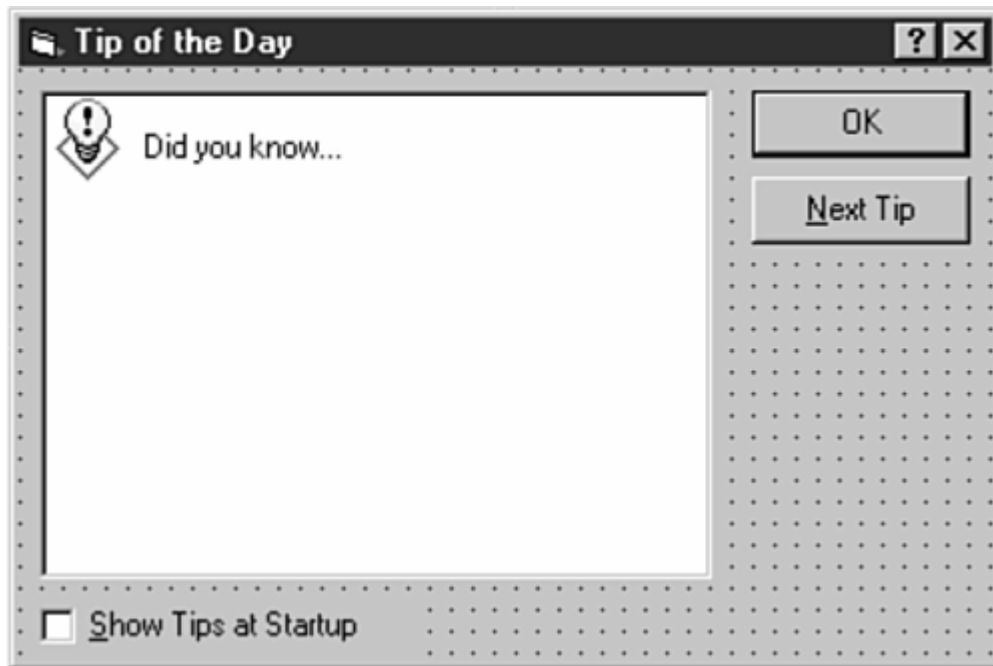 Tip of the Day
Did you know...
OK
Next Tip
Show Tips at Startup